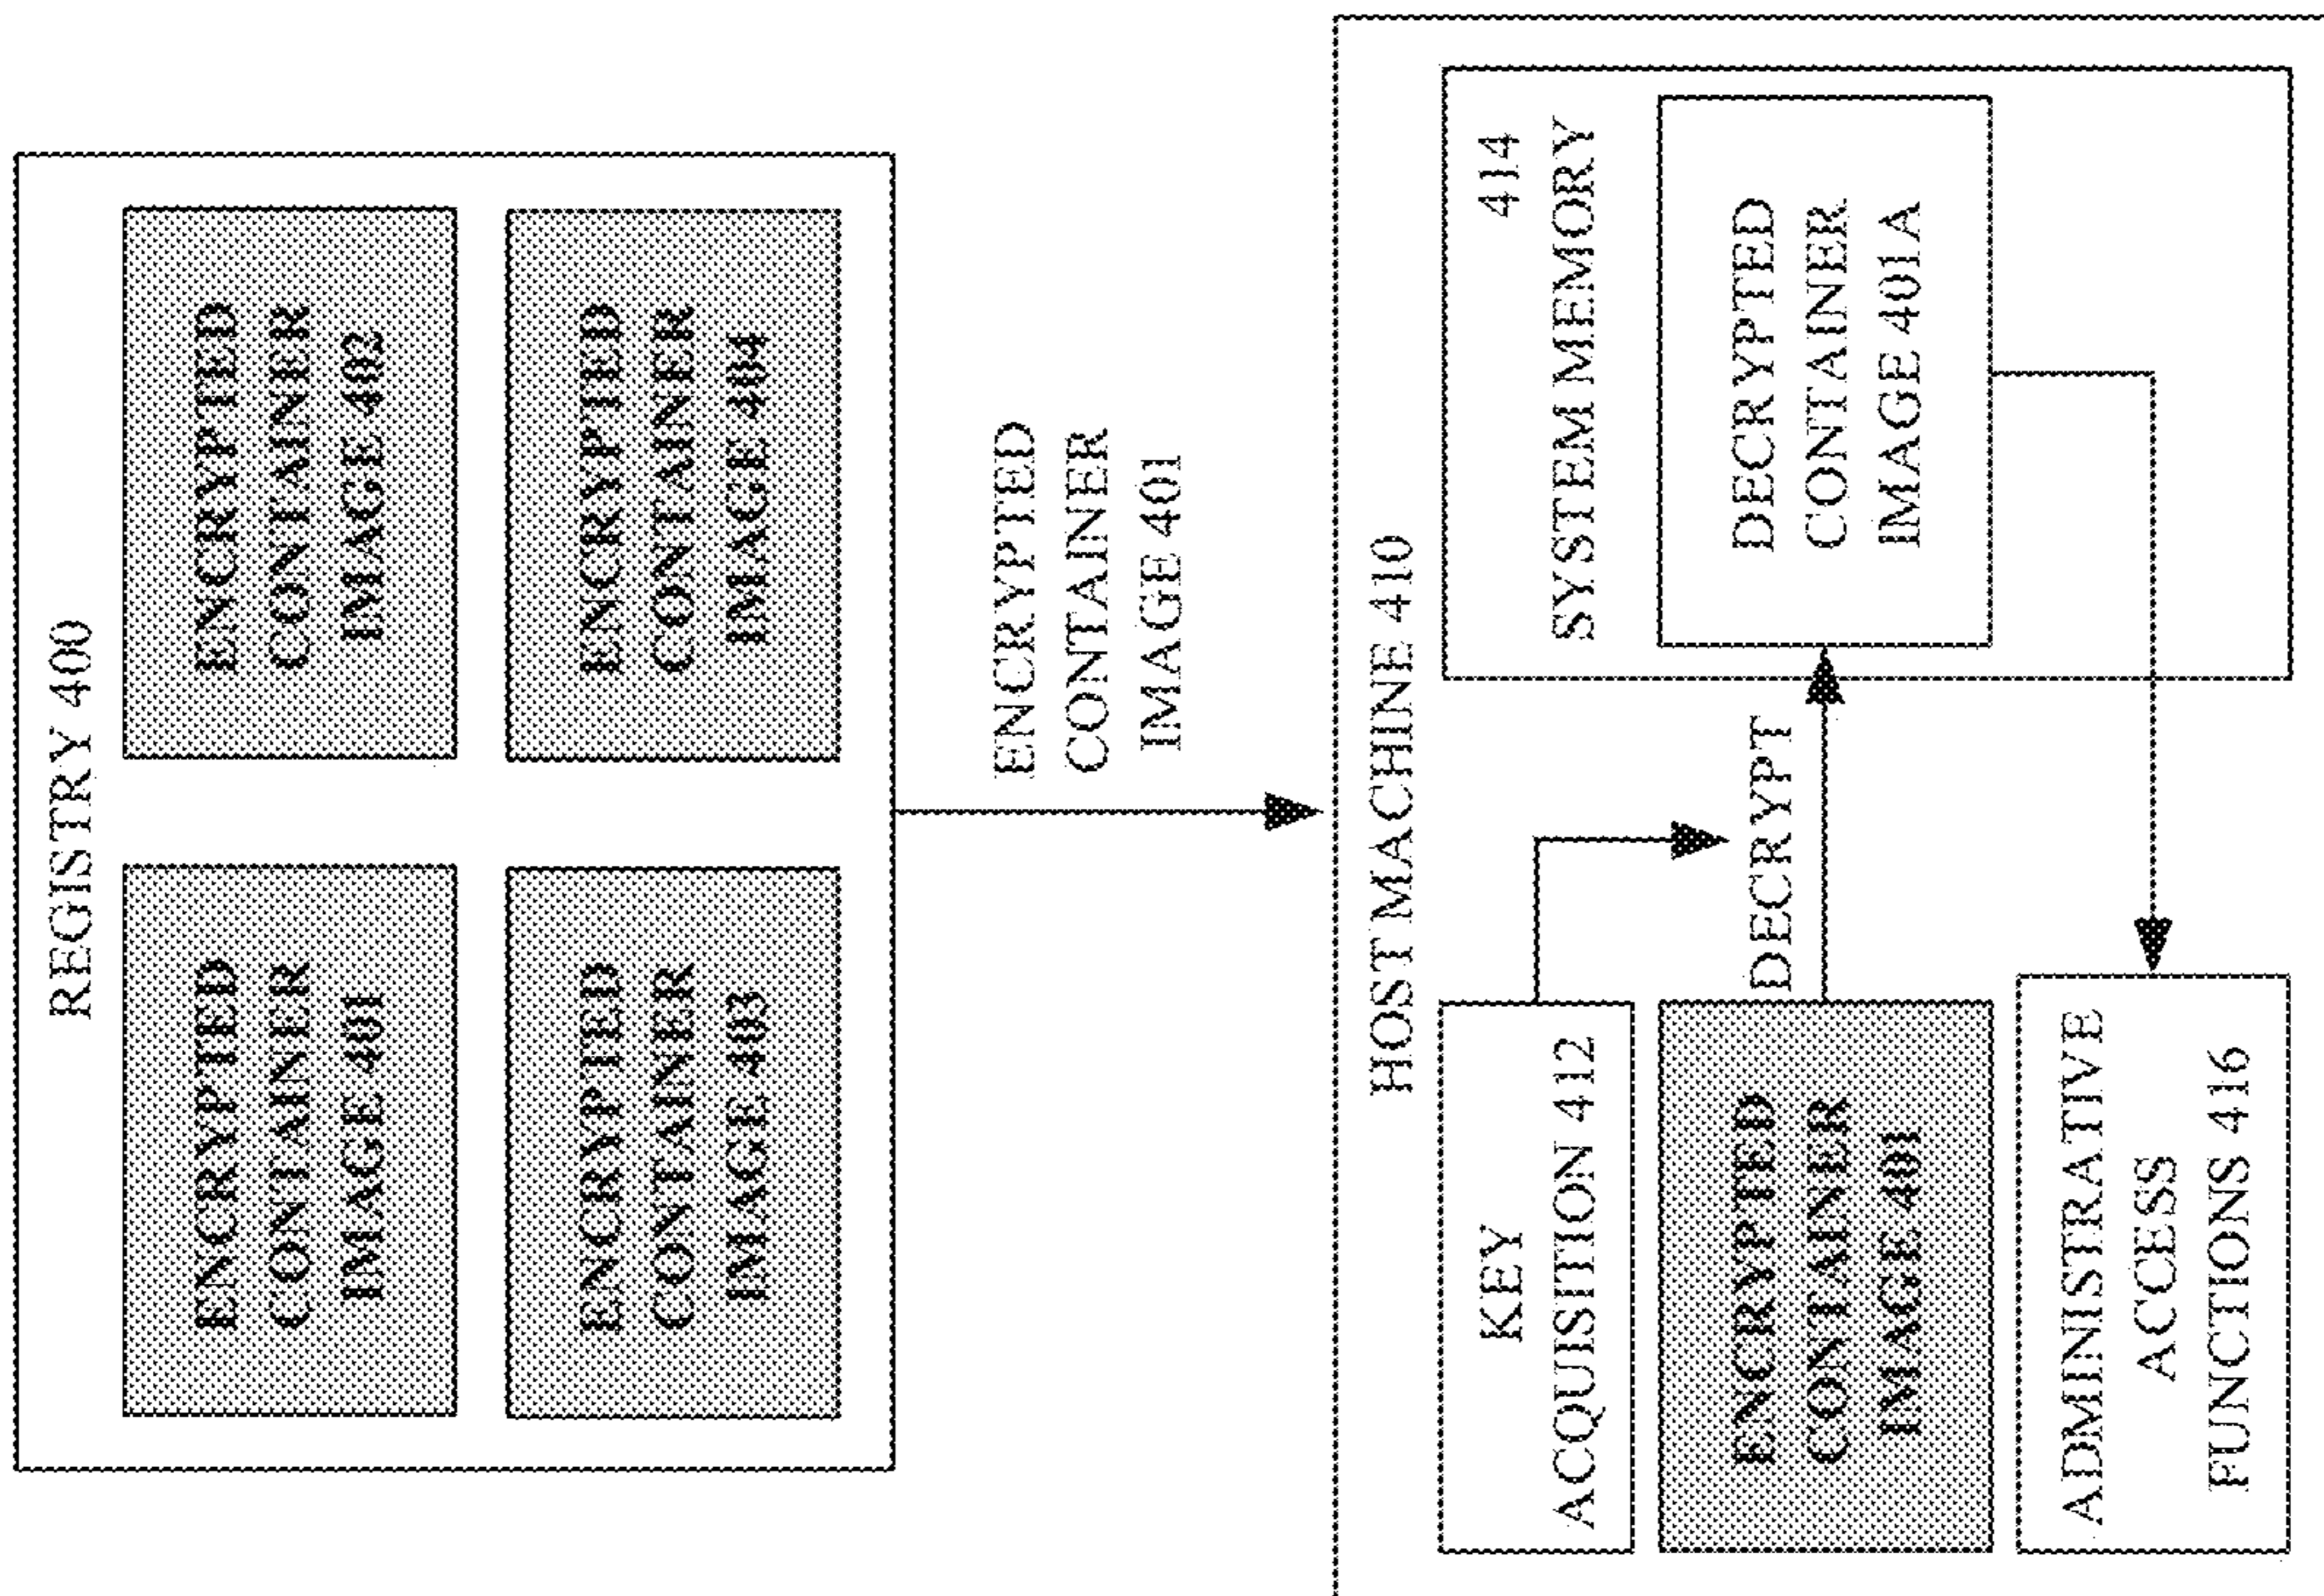 REGISTRY 400
ENCRYPTED
CONTAINER
IMAGE 401
ENCRYPTED
CONTAINER
IMAGE 402
ENCRYPTED
CONTAINER
IMAGE 403
ENCRYPTED
CONTAINER
IMAGE 404
ENCRYPTED
CONTAINER
IMAGE 401
HOST MACHINE 410
KEY
ACQUISITION 412
DECRYPT
ENCRYPTED
CONTAINER
IMAGE 401
ADMINISTRATIVE
ACCESS
FUNCTIONS 416
414
SYSTEM MEMORY
DECRYPTED
CONTAINER
IMAGE 401A